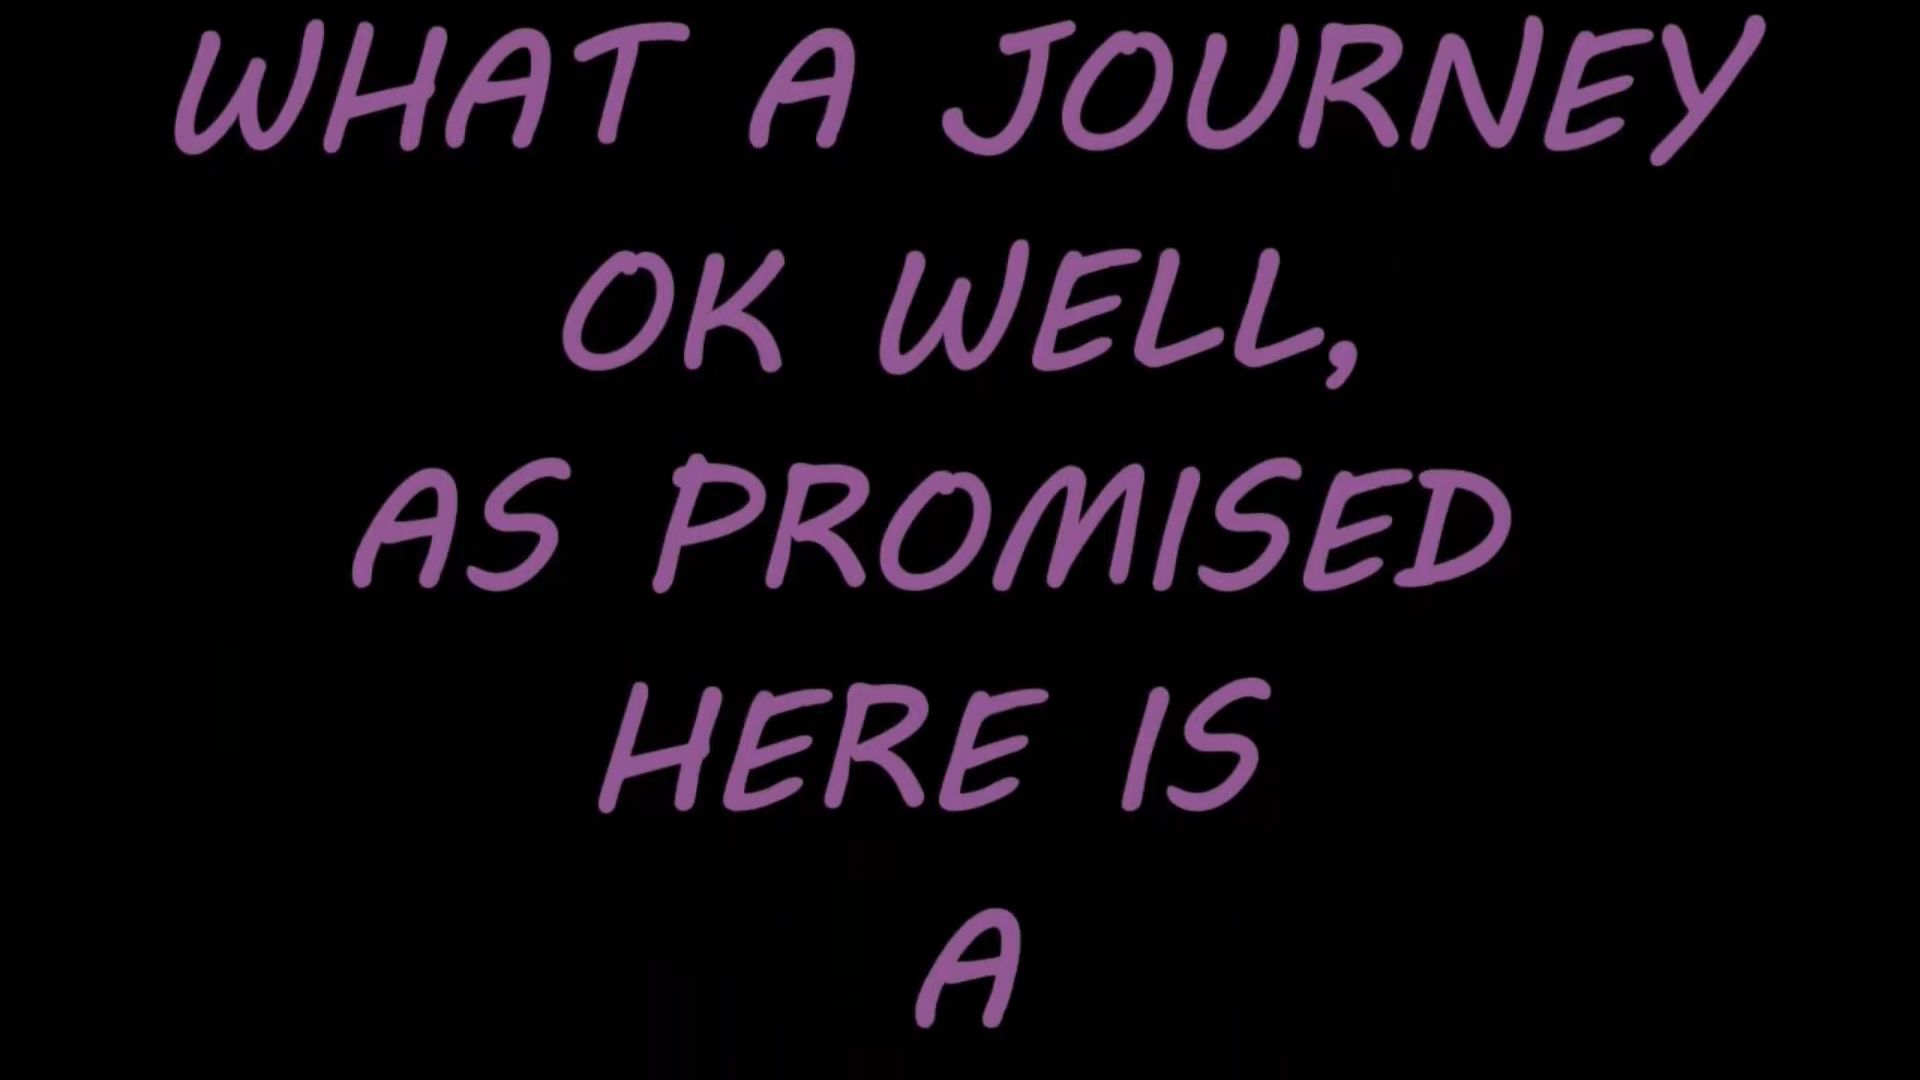 WHAT A JOURNEY
OK WELL,
AS PROMISED
HERE IS
A